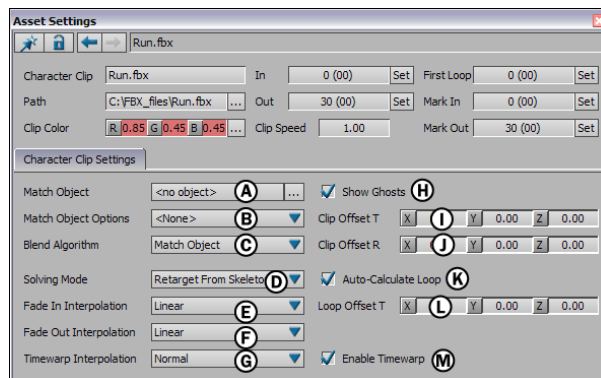 Asset Settings
Run.fbx
Character Clip Run.fbx In 0 (00) Set First Loop 0 (00) Set
Path C:\FBX_files\Run.fbx ... Out 30 (00) Set Mark In 0 (00) Set
Clip Color R 0.85 G 0.45 B 0.45 ... Clip Speed 1.00 Mark Out 30 (00) Set
Character Clip Settings
Match Object <no object> A ... Show Ghosts H
Match Object Options <None> B Clip Offset T X I Y 0.00 Z 0.00
Blend Algorithm Match Object C Clip Offset R X J Y 0.00 Z 0.00
Solving Mode Retarget From Skeleto D Auto-Calculate Loop K
Fade In Interpolation Linear E Loop Offset T X L Y 0.00 Z 0.00
Fade Out Interpolation Linear F
Timewarp Interpolation Normal G Enable Timewarp M